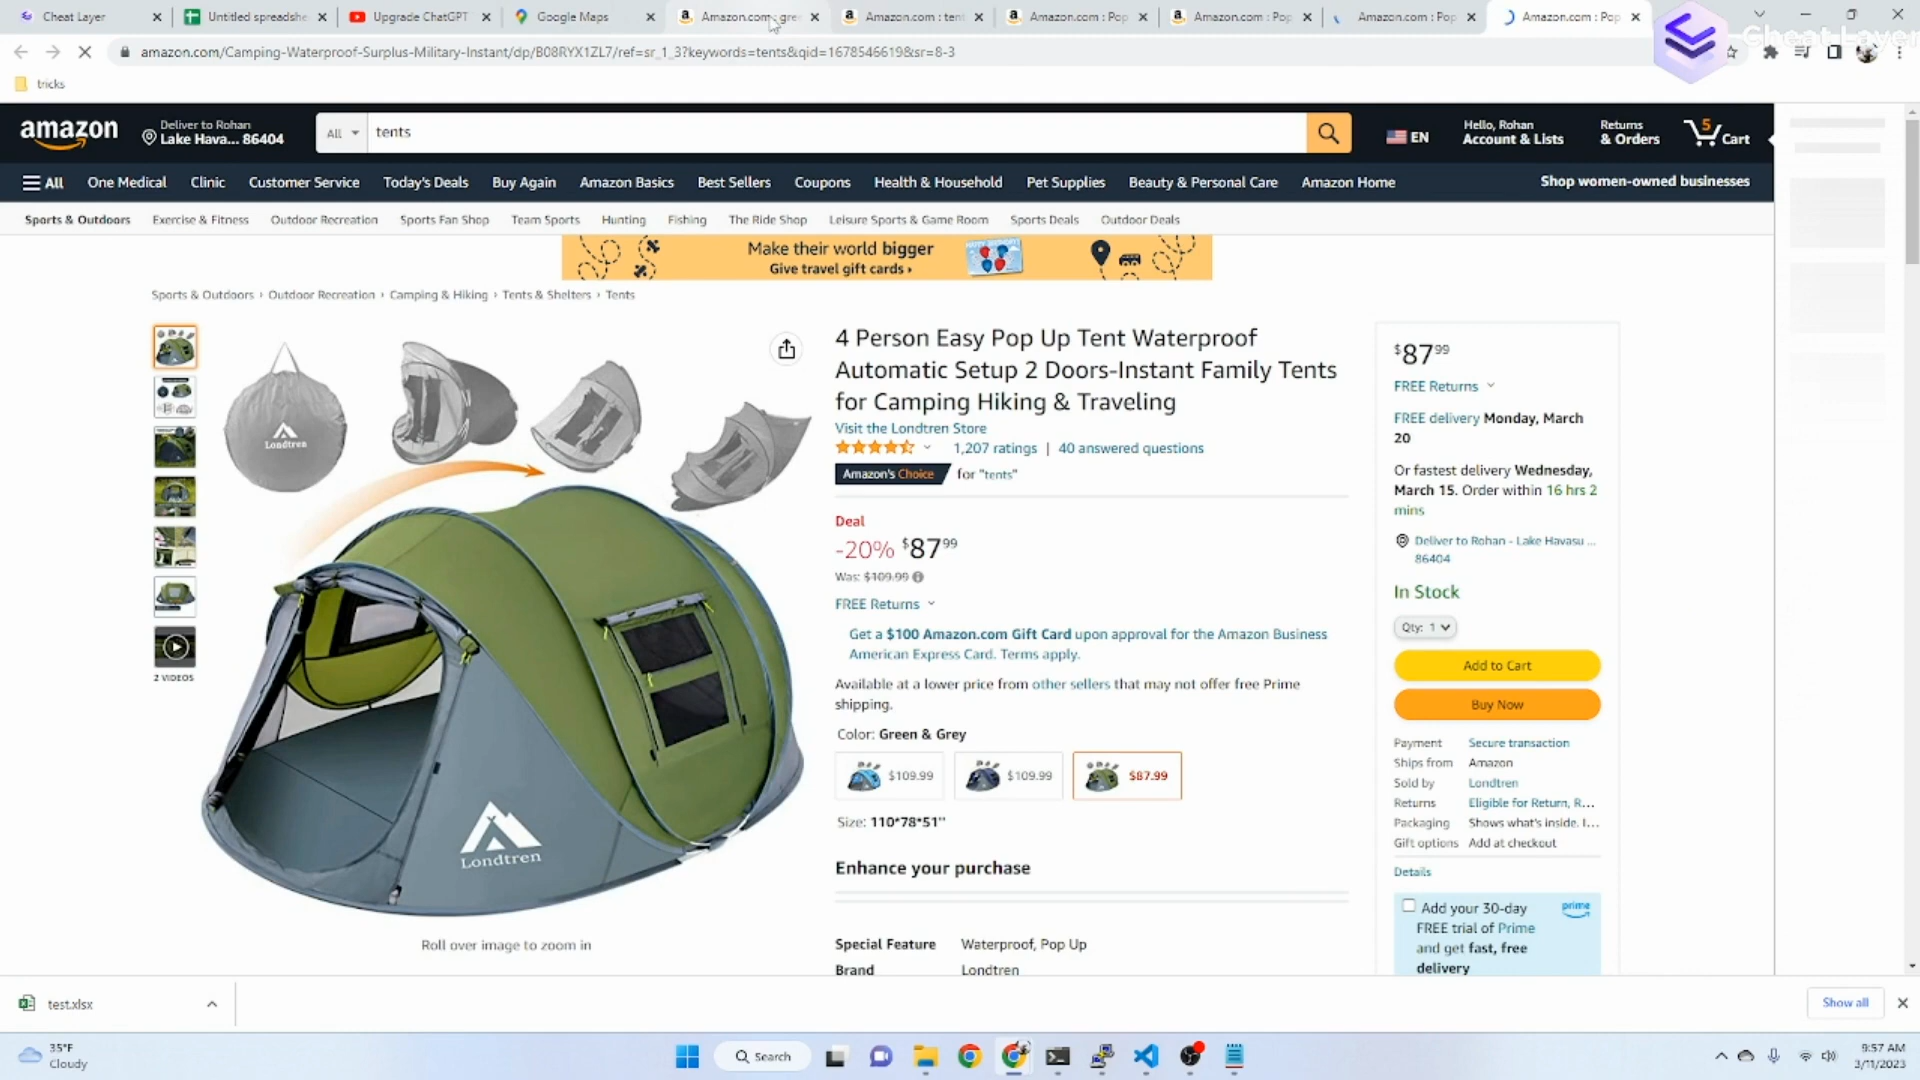 Cheat Layer
Untitled spreadshe
Upgrade ChatGPT
Google Maps
Amazon.com : gre
Amazon.com : tent
Amazon.com : Pop
Amazon.com : Pop
Amazon.com : Pop
Amazon.com : Pop
amazon.com/Camping-Waterproof-Surplus-Military-Instant/dp/B08RYX1ZL7/ref=sr_1_3?keywords=tents&qid=1678546619&sr=8-3
Cheat Layer
tricks
amazon
Deliver to Rohan
Lake Hava... 86404
All
tents
EN
Hello, Rohan
Account & Lists
Returns
& Orders
5
Cart
All
One Medical
Clinic
Customer Service
Today's Deals
Buy Again
Amazon Basics
Best Sellers
Coupons
Health & Household
Pet Supplies
Beauty & Personal Care
Amazon Home
Shop women-owned businesses
Sports & Outdoors
Exercise & Fitness
Outdoor Recreation
Sports Fan Shop
Team Sports
Hunting
Fishing
The Ride Shop
Leisure Sports & Game Room
Sports Deals
Outdoor Deals
Make their world bigger
Give travel gift cards ›
Sports & Outdoors › Outdoor Recreation › Camping & Hiking › Tents & Shelters › Tents
2 VIDEOS
Londtren
Londtren
Roll over image to zoom in
4 Person Easy Pop Up Tent Waterproof
Automatic Setup 2 Doors-Instant Family Tents
for Camping Hiking & Traveling
Visit the Londtren Store
1,207 ratings | 40 answered questions
Amazon's Choice for "tents"
Deal
-20% $87 99
Was: $109.99
FREE Returns
Get a $100 Amazon.com Gift Card upon approval for the Amazon Business
American Express Card. Terms apply.
Available at a lower price from other sellers that may not offer free Prime
shipping.
Color: Green & Grey
$109.99
$109.99
$87.99
Size: 110*78*51''
Enhance your purchase
Special Feature Waterproof, Pop Up
Brand Londtren
$87 99
FREE Returns
FREE delivery Monday, March
20
Or fastest delivery Wednesday,
March 15. Order within 16 hrs 2
mins
Deliver to Rohan - Lake Havasu ...
86404
In Stock
Qty: 1
Add to Cart
Buy Now
Payment Secure transaction
Ships from Amazon
Sold by Londtren
Returns Eligible for Return, R...
Packaging Shows what's inside. I...
Gift options Add at checkout
Details
Add your 30-day
FREE trial of Prime
and get fast, free
delivery
prime
test.xlsx
Show all
35°F
Cloudy
Search
9:57 AM
3/11/2023